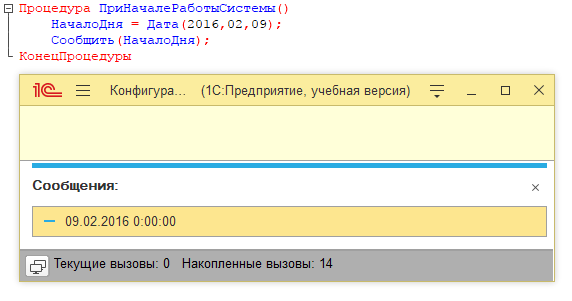 Процедура ПриНачалеРаботыСистемы()
НачалоДня = Дата(2016,02,09);
Сообщить(НачалоДня);
КонецПроцедуры
1С Конфигура... (1С:Предприятие, учебная версия)
Сообщения:
09.02.2016 0:00:00
Текущие вызовы: 0 Накопленные вызовы: 14